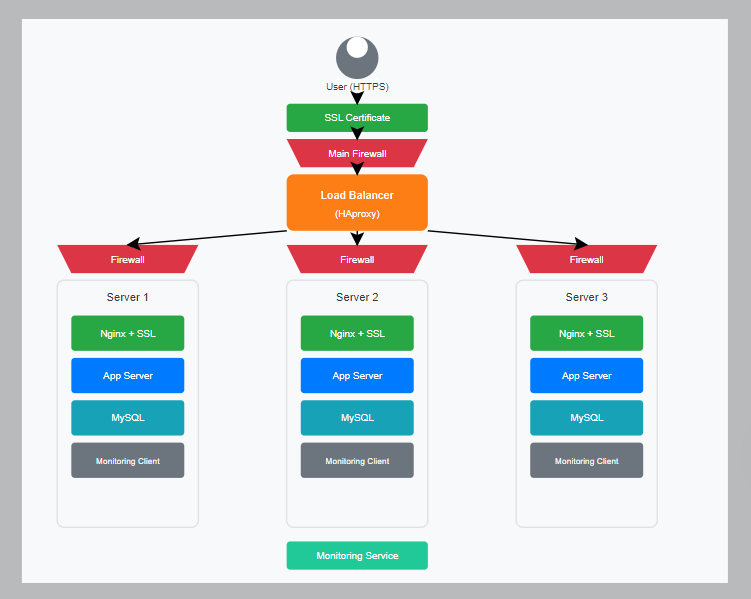 User (HTTPS)
SSL Certificate
Main Firewall
Load Balancer
(HAproxy)
Firewall
Firewall
Firewall
Server 1
Server 2
Server 3
Nginx + SSL
Nginx + SSL
Nginx + SSL
App Server
App Server
App Server
MySQL
MySQL
MySQL
Monitoring Client
Monitoring Client
Monitoring Client
Monitoring Service